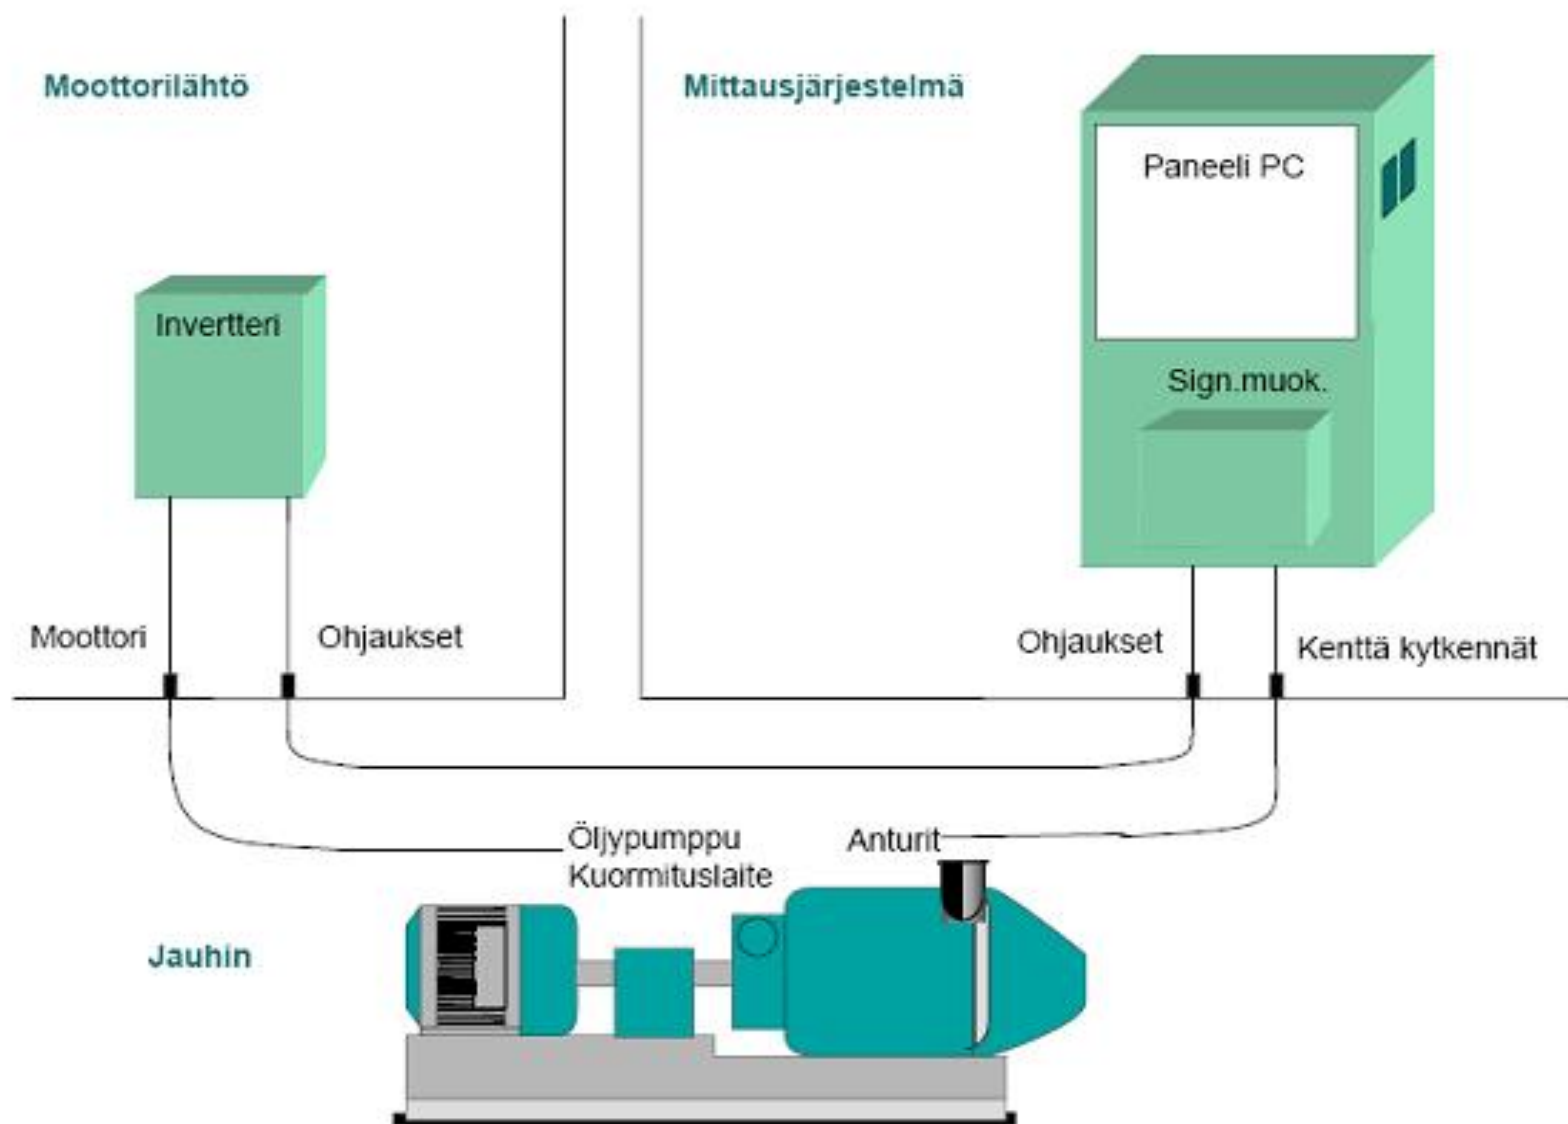 Moottorilähtö
Mittausjärjestelmä
Paneeli PC
Invertteri
Sign.muok.
Moottori
Ohjaukset
Ohjaukset
Kenttä kytkennät
Öljypumppu
Kuormituslaite
Anturit
Jauhin